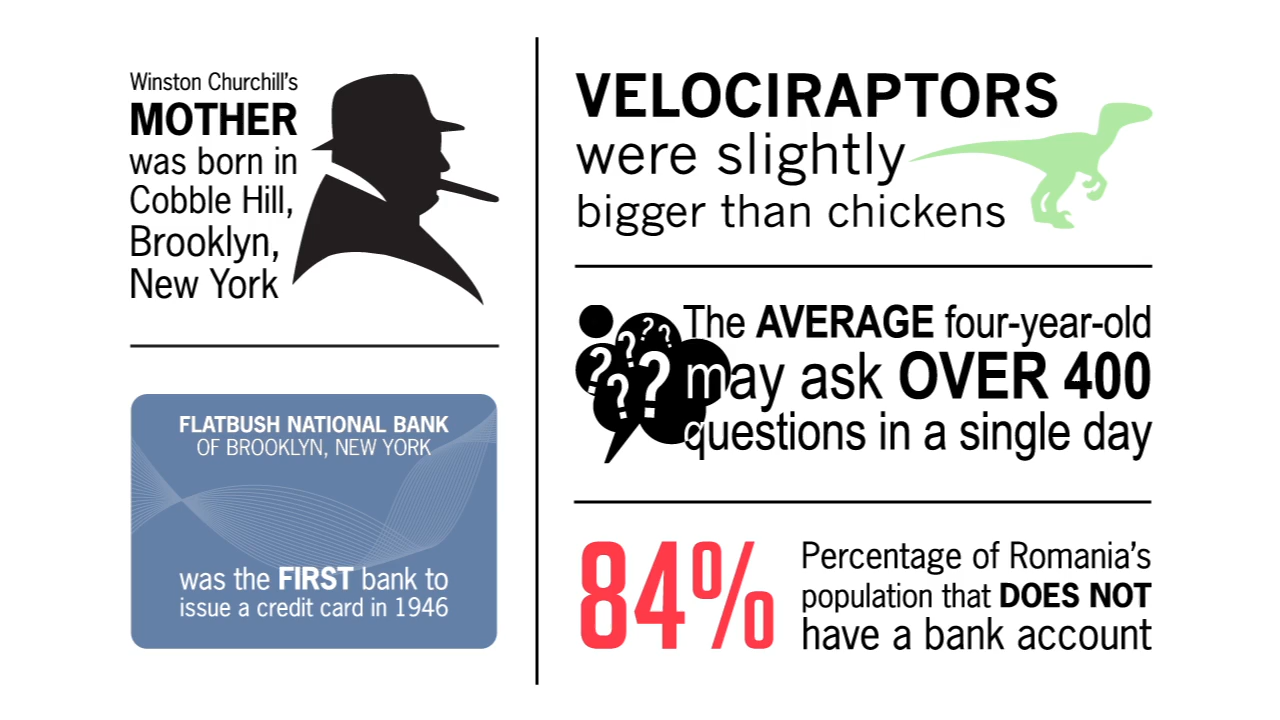 Winston Churchill's
MOTHER
was born in
Cobble Hill,
Brooklyn,
New York
FLATBUSH NATIONAL BANK
OF BROOKLYN, NEW YORK
was the FIRST bank to
issue a credit card in 1946
VELOCIRAPTORS
were slightly
bigger than chickens
? ? ? ? ? ?
The AVERAGE four-year-old
may ask OVER 400
questions in a single day
84%
Percentage of Romania's
population that DOES NOT
have a bank account